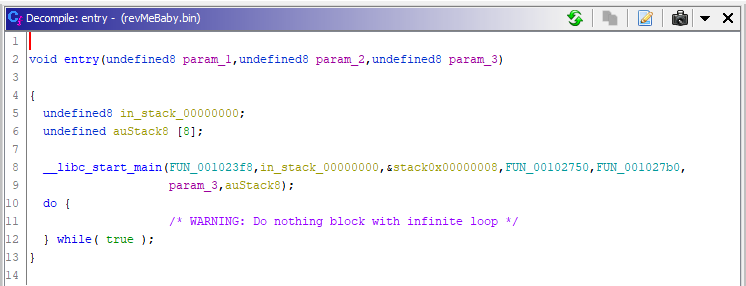 Decompile: entry - (revMeBaby.bin)
1
2 void entry(undefined8 param_1,undefined8 param_2,undefined8 param_3)
3
4 {
5 undefined8 in_stack_00000000;
6 undefined auStack8 [8];
7
8 __libc_start_main(FUN_001023f8,in_stack_00000000,&stack0x00000008,FUN_00102750,FUN_001027b0,
9 param_3,auStack8);
10 do {
11 /* WARNING: Do nothing block with infinite loop */
12 } while( true );
13 }
14